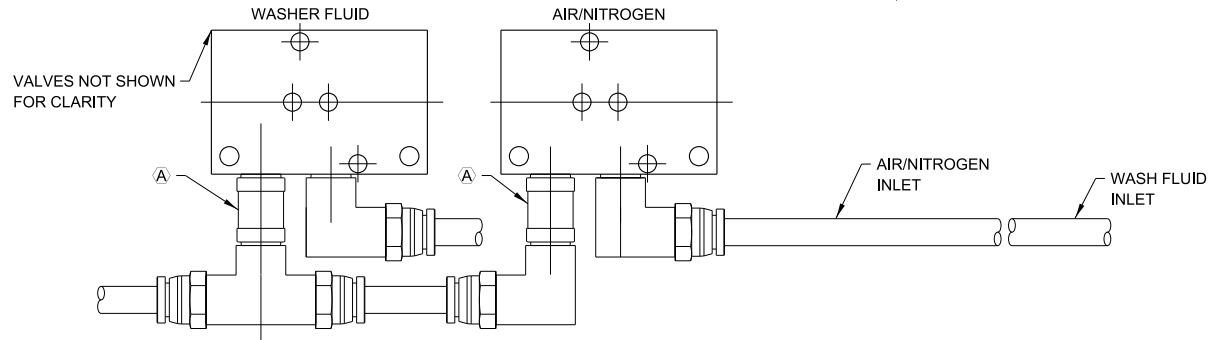 WASHER FLUID
AIR/NITROGEN
VALVES NOT SHOWN
FOR CLARITY
A
A
AIR/NITROGEN
INLET
WASH FLUID
INLET